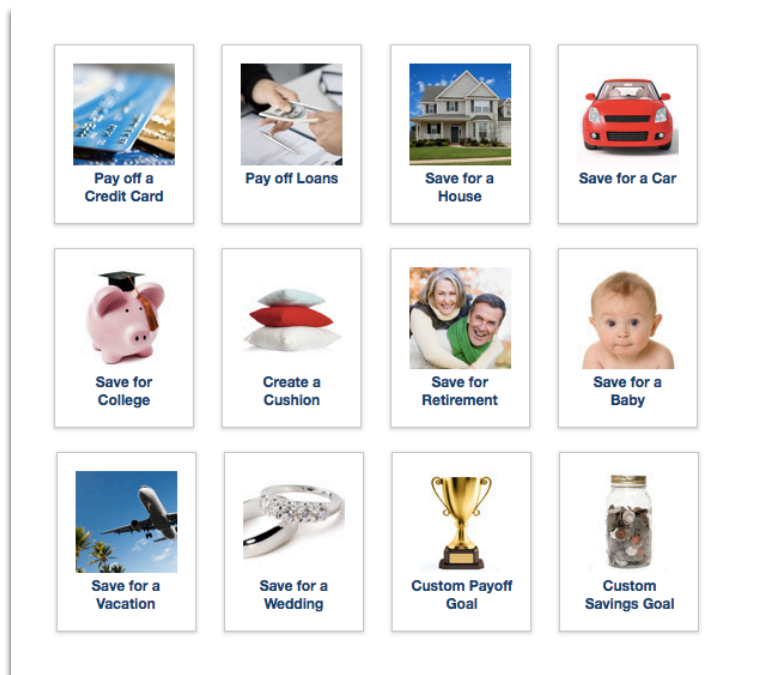 Pay off a
Credit Card
Pay off Loans
Save for a
House
Save for a Car
Save for
College
Create a
Cushion
Save for
Retirement
Save for a
Baby
Save for a
Vacation
Save for a
Wedding
Custom Payoff
Goal
Custom
Savings Goal